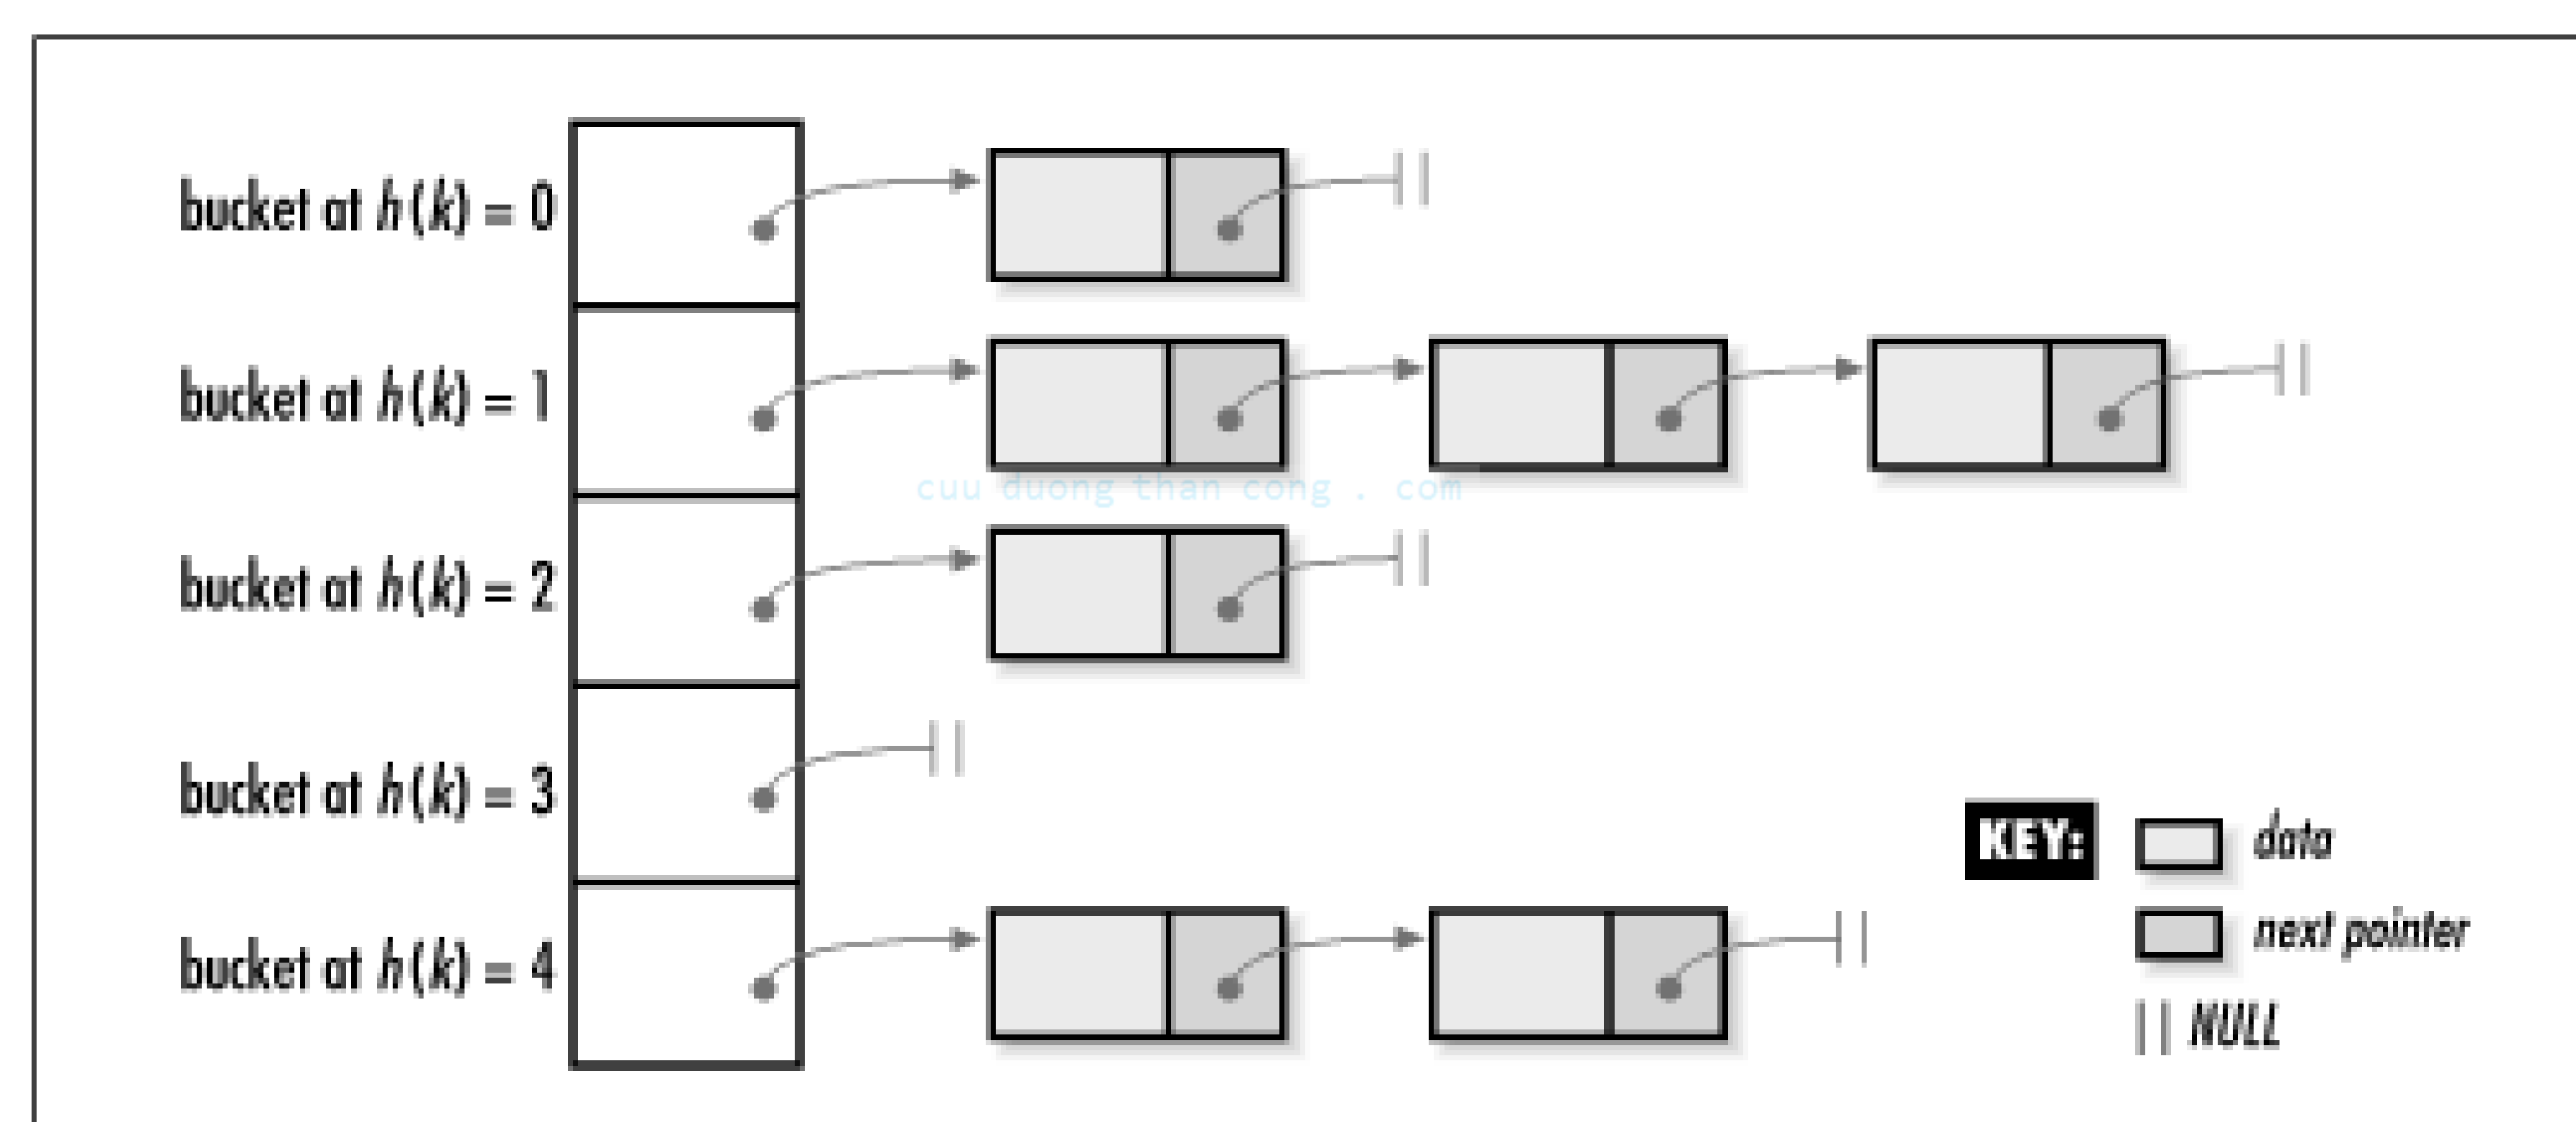 bucket at h(k) = 0
bucket at h(k) = 1
cuu duong than cong . com
bucket at h(k) = 2
bucket at h(k) = 3
KEY: data
bucket at h(k) = 4
next pointer
NULL